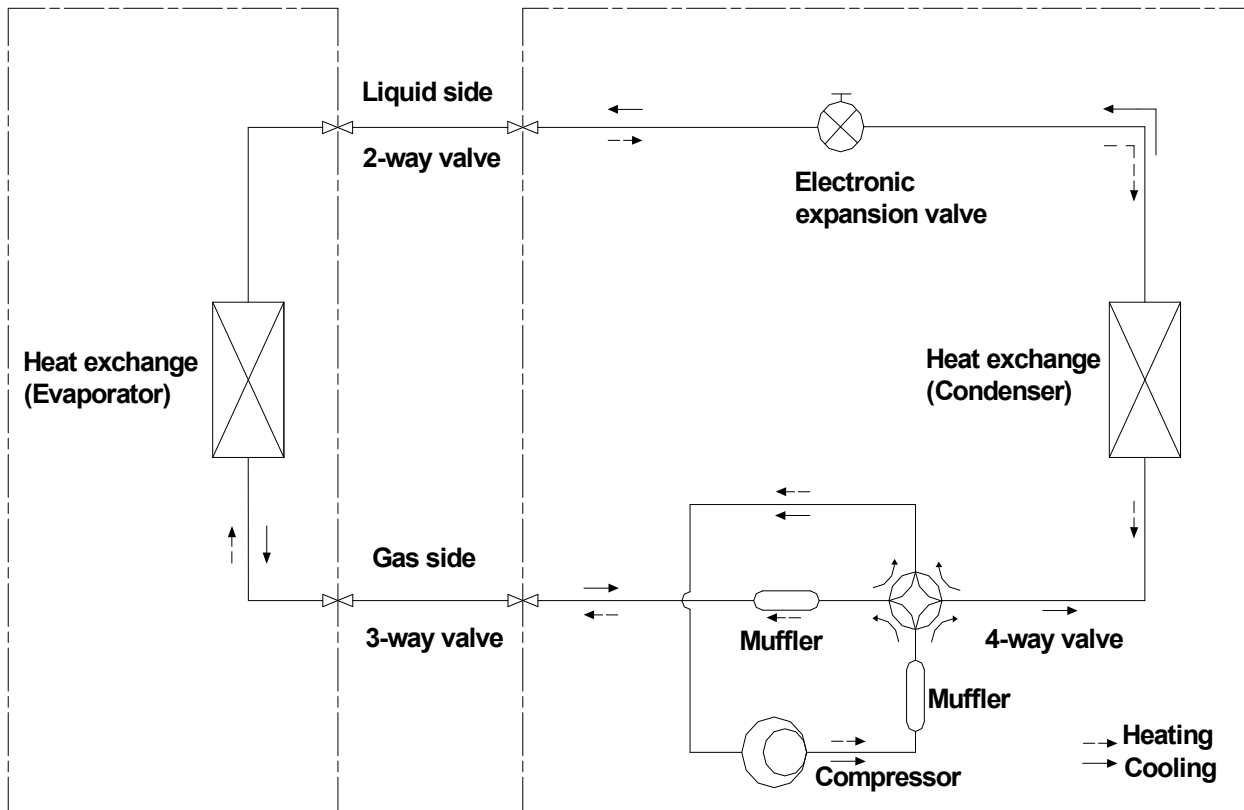 Liquid side
2-way valve
Electronic
expansion valve
Heat exchange
(Evaporator)
Heat exchange
(Condenser)
Gas side
3-way valve
Muffler
4-way valve
Muffler
Compressor
Heating
Cooling